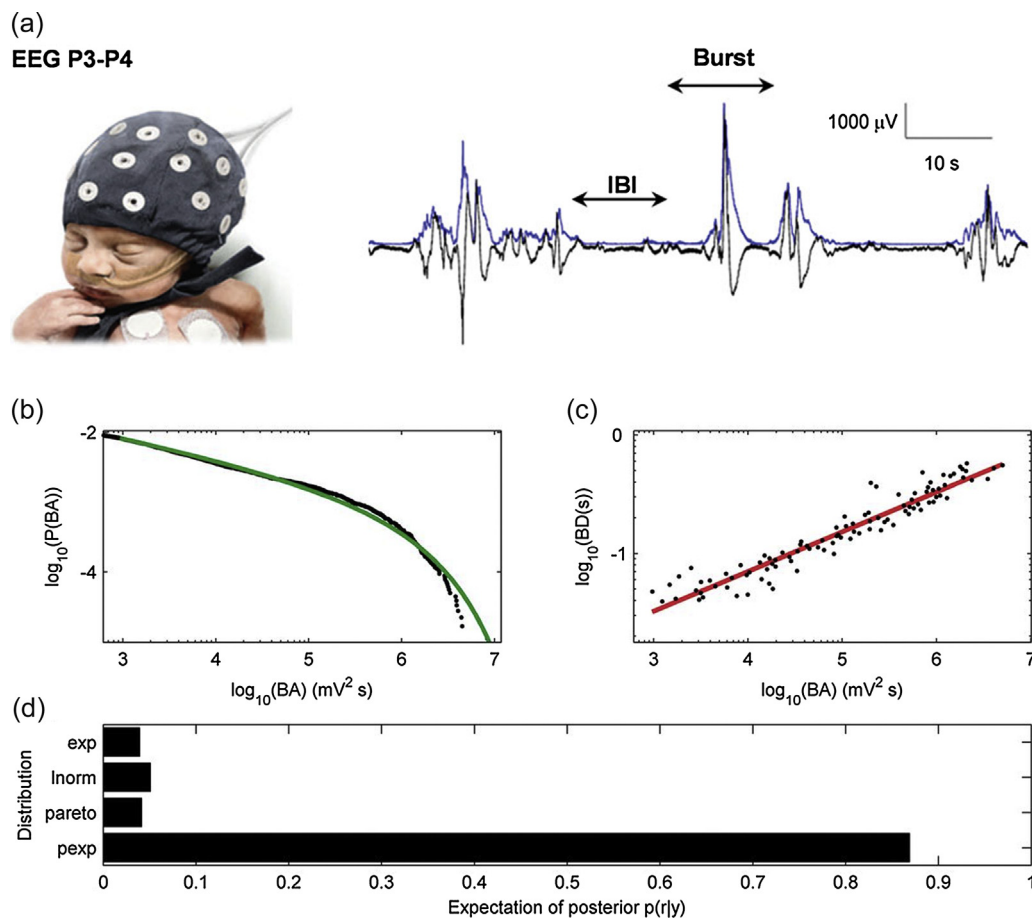 (a)
EEG P3-P4
Burst
IBI
1000 µV
10 s
(b)
-2
-4
log10(P(BA))
3 4 5 6 7
log10(BA) (mV2 s)
(c)
0
-1
log10(BD(s))
3 4 5 6 7
log10(BA) (mV2 s)
(d)
Distribution
exp
lnorm
pareto
pexp
0 0.1 0.2 0.3 0.4 0.5 0.6 0.7 0.8 0.9 1
Expectation of posterior p(r|y)